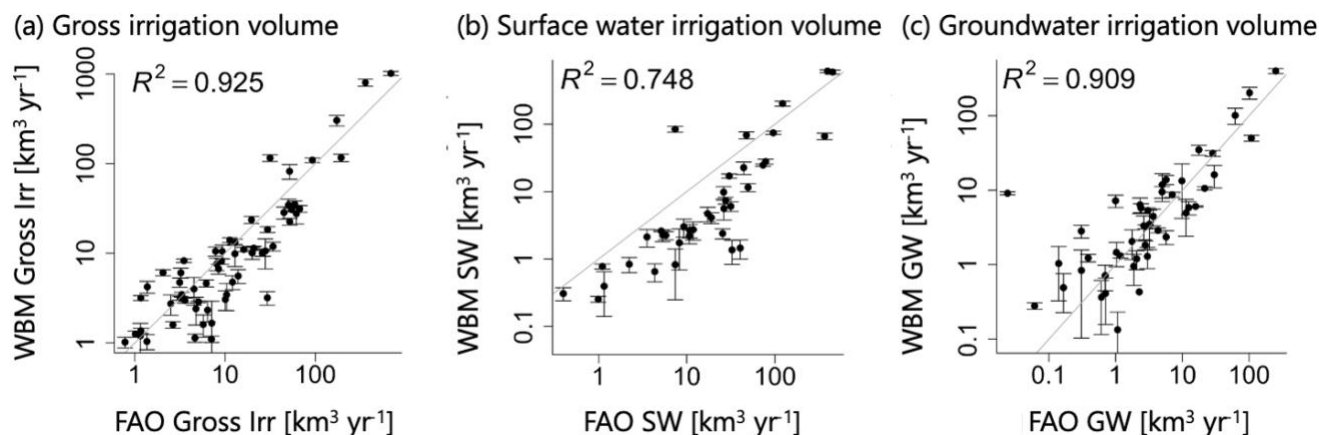 (a) Gross irrigation volume
WBM Gross Irr [km³ yr⁻¹]
1000
100
10
1
R² = 0.925
1
10
100
FAO Gross Irr [km³ yr⁻¹]
(b) Surface water irrigation volume
WBM SW [km³ yr⁻¹]
100
10
1
0.1
R² = 0.748
1
10
100
FAO SW [km³ yr⁻¹]
(c) Groundwater irrigation volume
WBM GW [km³ yr⁻¹]
100
10
1
0.1
R² = 0.909
0.1
1
10
100
FAO GW [km³ yr⁻¹]